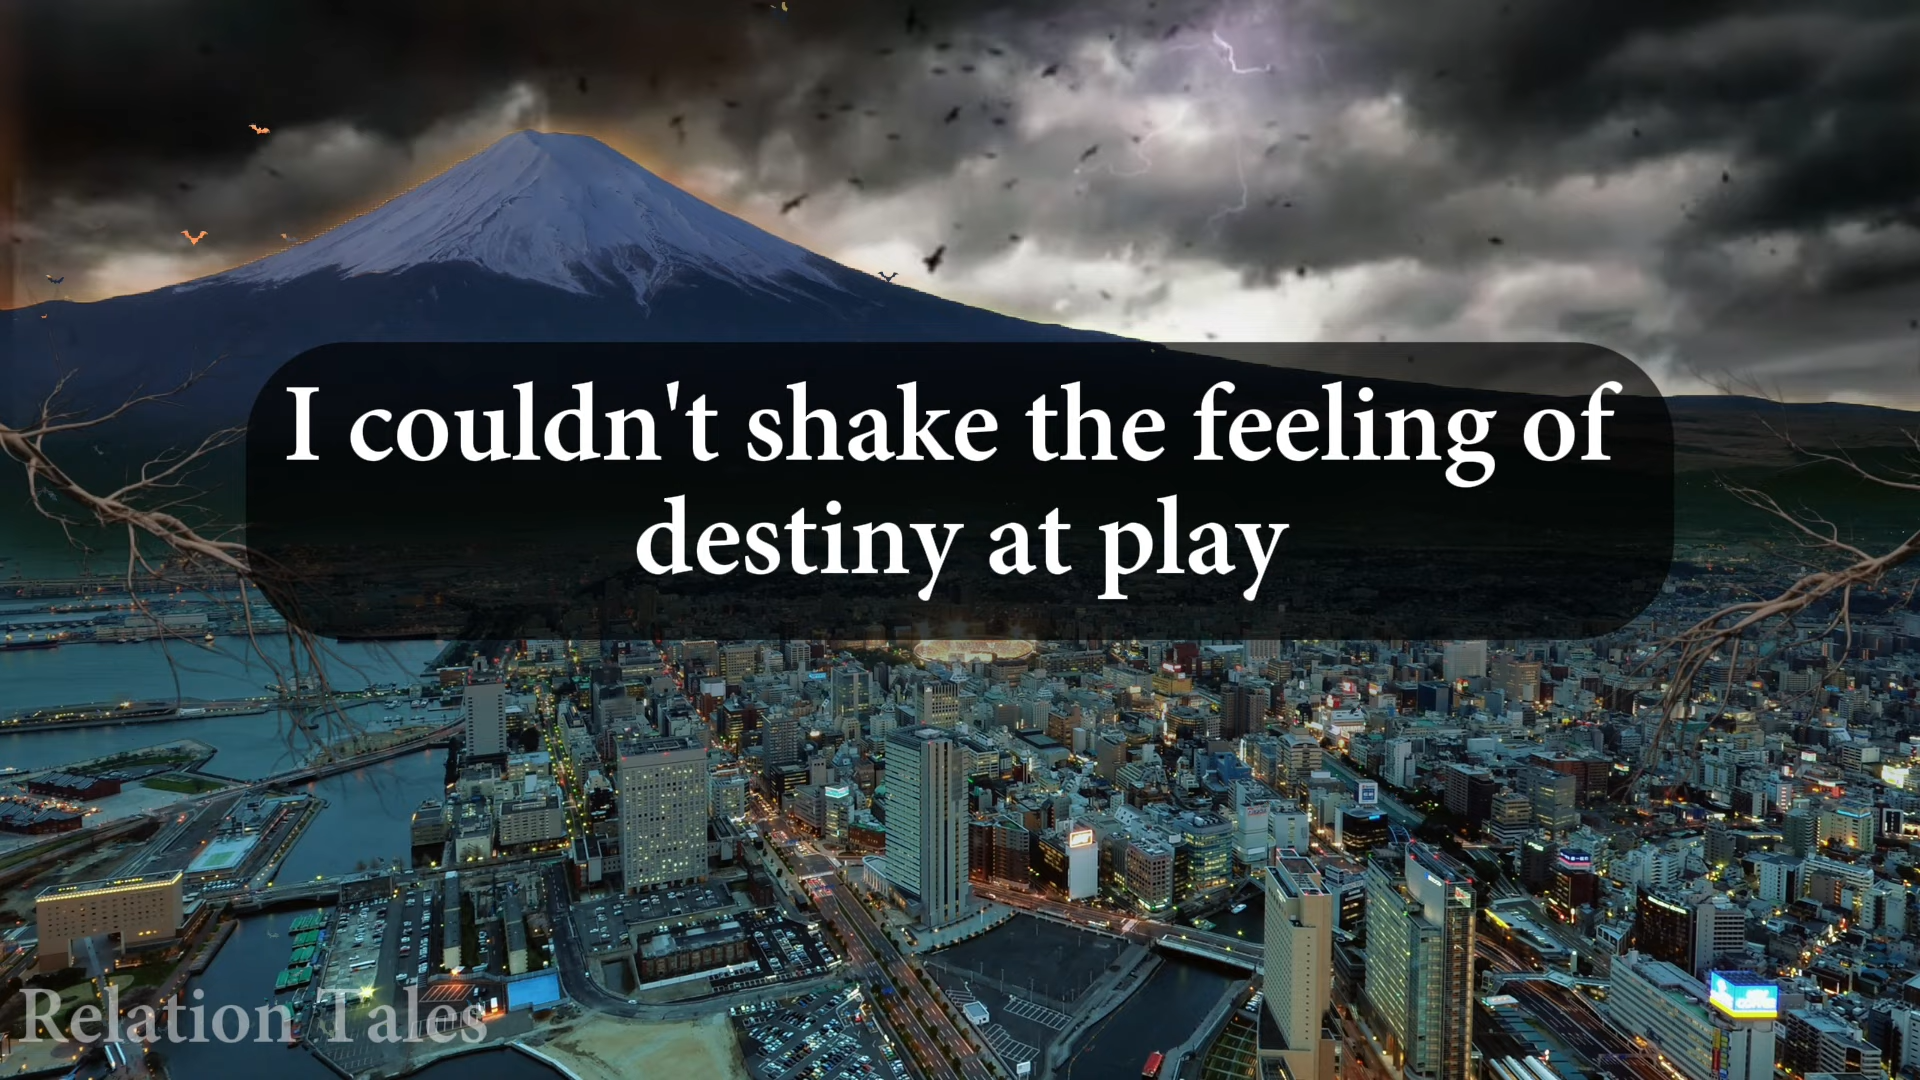 I couldn't shake the feeling of
destiny at play
Relation Tales